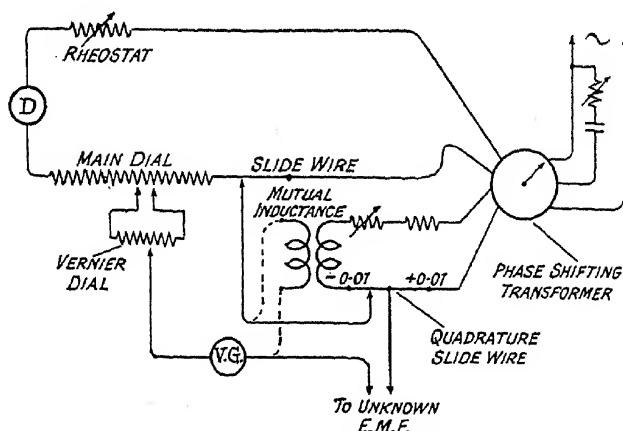 RHEOSTAT
D
MAIN DIAL
SLIDE WIRE
MUTUAL
INDUCTANCE
VERNIER
DIAL
- 0·01 +0·01
PHASE SHIFTING
TRANSFORMER
QUADRATURE
SLIDE WIRE
V.G.
TO UNKNOWN
E.M.F.